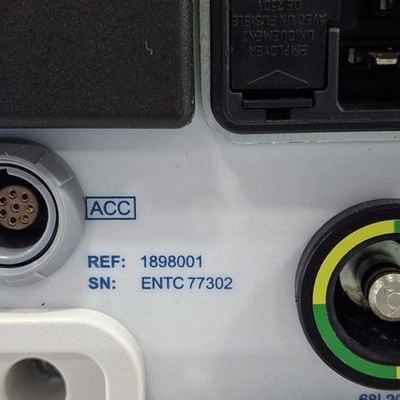 EMPLOYER
UNIQUEMENT
AVEC UN FUSIBLE
DE 250V
ACC
REF: 1898001
SN: ENTC 77302